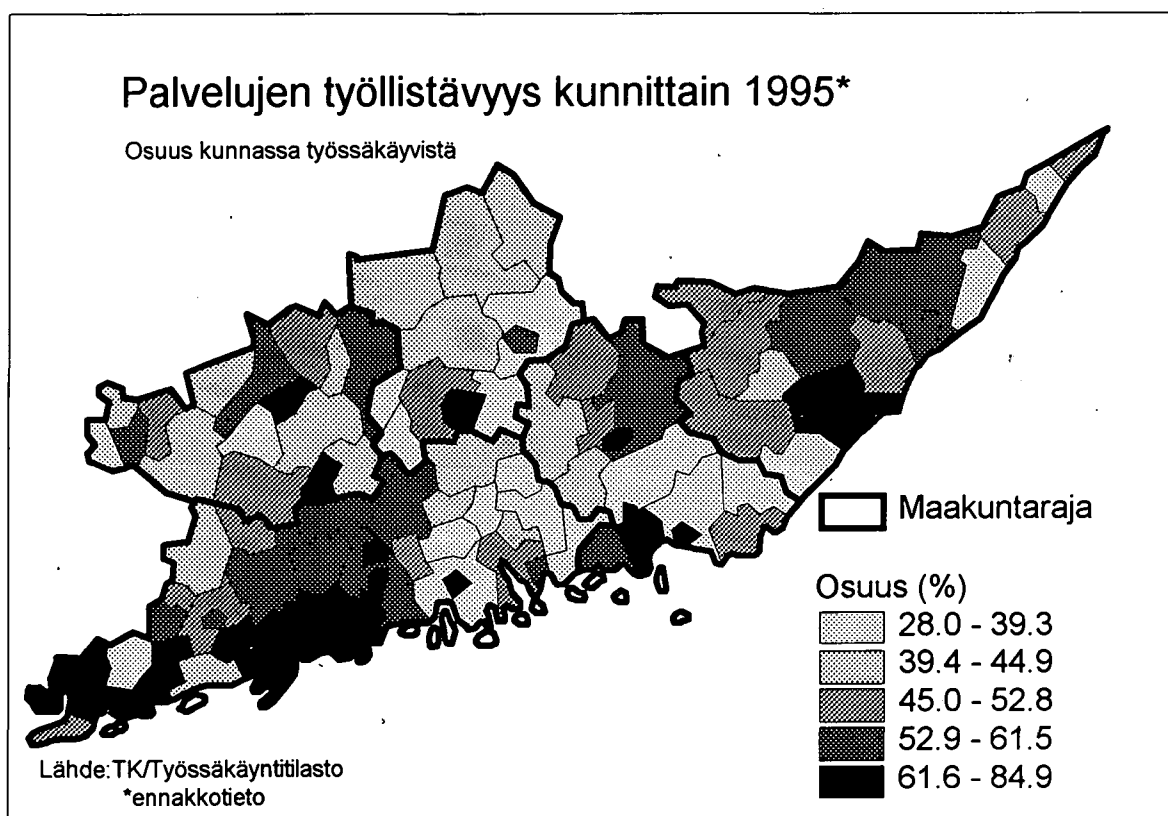 Palvelujen työllistävyys kunnittain 1995*
Osuus kunnassa työssäkäyvistä
Maakuntaraja
Osuus (%)
28.0 - 39.3
39.4 - 44.9
45.0 - 52.8
52.9 - 61.5
61.6 - 84.9
Lähde:TK/Työssäkäyntitilasto
*ennakkotieto